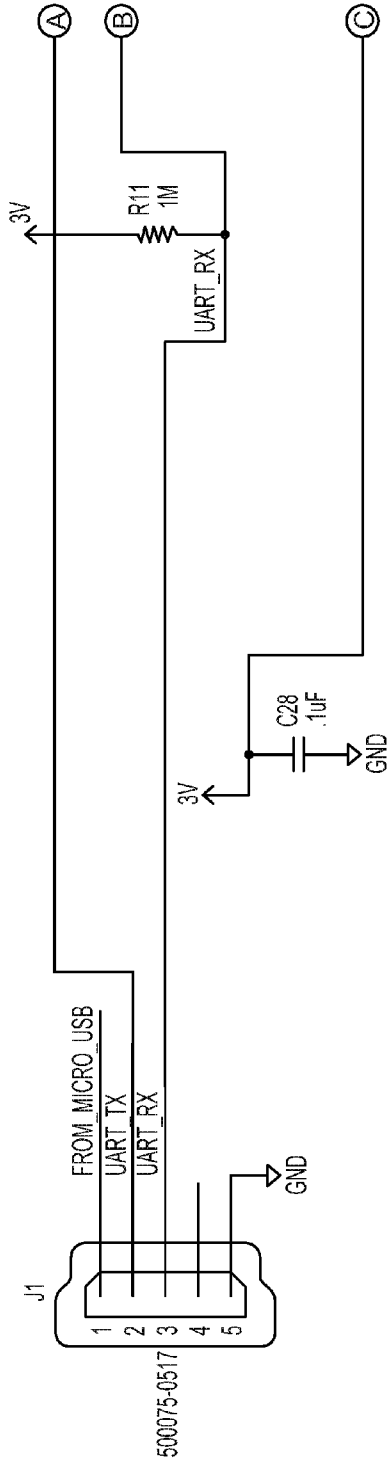 J1
500075-0517
1
2
3
4
5
FROM_MICRO_USB
UART_TX
UART_RX
GND
3V
C28
.1uF
GND
3V
R11
1M
UART_RX
A
B
C